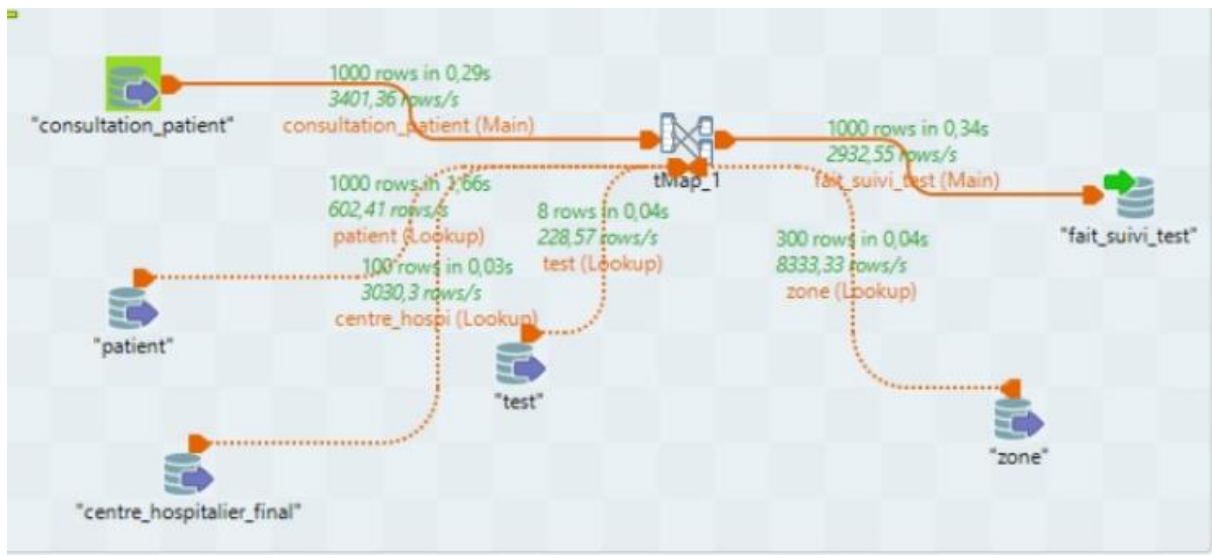 1000 rows in 0,29s
3401,36 rows/s
consultation_patient (Main)
"consultation_patient"
1000 rows in 0,34s
2932,55 rows/s
fait_suivi_test (Main)
tMap_1
"fait_suivi_test"
1000 rows in 1,66s
602,41 rows/s
patient (Lookup)
8 rows in 0,04s
228,57 rows/s
test (Lookup)
300 rows in 0,04s
8333,33 rows/s
zone (Lookup)
100 rows in 0,03s
3030,3 rows/s
centre_hospi (Lookup)
"patient"
"test"
"zone"
"centre_hospitalier_final"